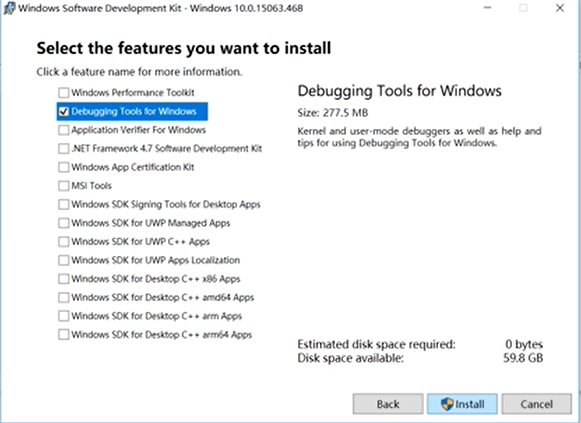 Windows Software Development Kit - Windows 10.0.15063.468
Select the features you want to install
Click a feature name for more information.
Windows Performance Toolkit
Debugging Tools for Windows
Application Verifier For Windows
.NET Framework 4.7 Software Development Kit
Windows App Certification Kit
MSI Tools
Windows SDK Signing Tools for Desktop Apps
Windows SDK for UWP Managed Apps
Windows SDK for UWP C++ Apps
Windows SDK for UWP Apps Localization
Windows SDK for Desktop C++ x86 Apps
Windows SDK for Desktop C++ amd64 Apps
Windows SDK for Desktop C++ arm Apps
Windows SDK for Desktop C++ arm64 Apps
Debugging Tools for Windows
Size: 277.5 MB
Kernel and user-mode debuggers as well as help and
tips for using Debugging Tools for Windows.
Estimated disk space required: 0 bytes
Disk space available: 59.8 GB
Back Install Cancel